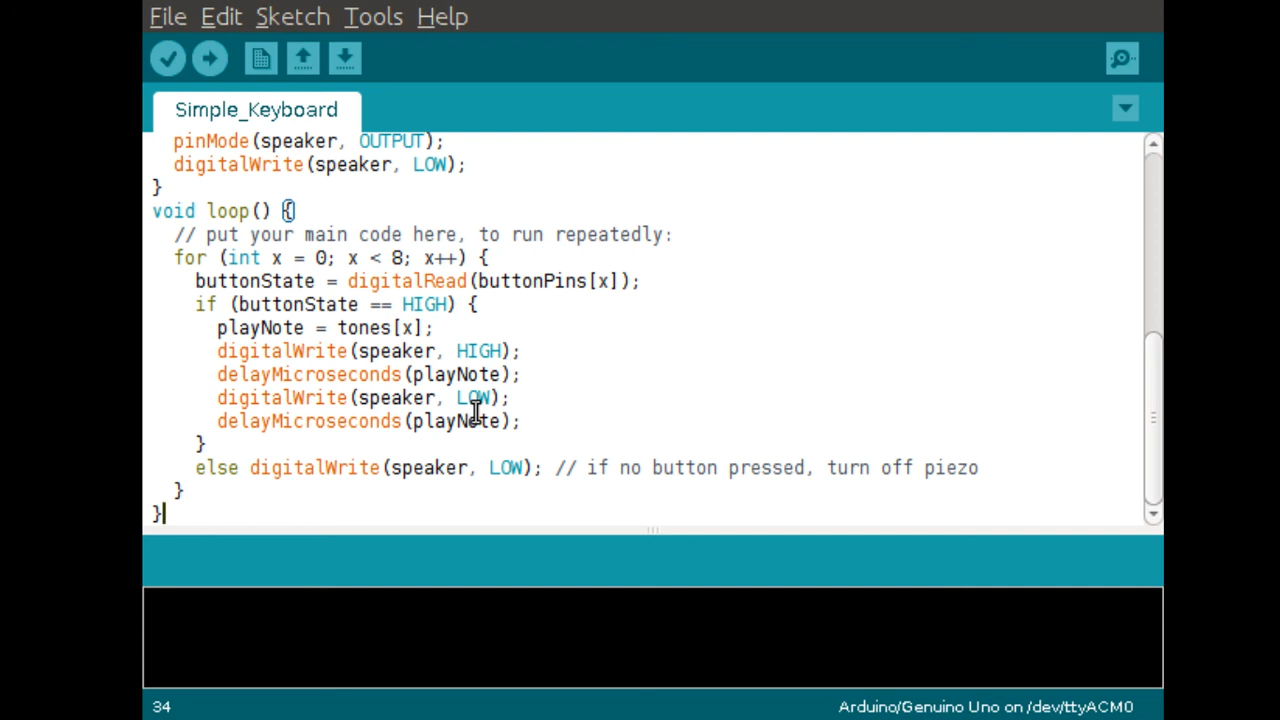 File Edit Sketch Tools Help
Simple_Keyboard
pinMode(speaker, OUTPUT);
digitalWrite(speaker, LOW);
}
void loop() {
// put your main code here, to run repeatedly:
for (int x = 0; x < 8; x++) {
buttonState = digitalRead(buttonPins[x]);
if (buttonState == HIGH) {
playNote = tones[x];
digitalWrite(speaker, HIGH);
delayMicroseconds(playNote);
digitalWrite(speaker, LOW);
delayMicroseconds(playNote);
}
else digitalWrite(speaker, LOW); // if no button pressed, turn off piezo
}
}
34 Arduino/Genuino Uno on /dev/ttyACM0